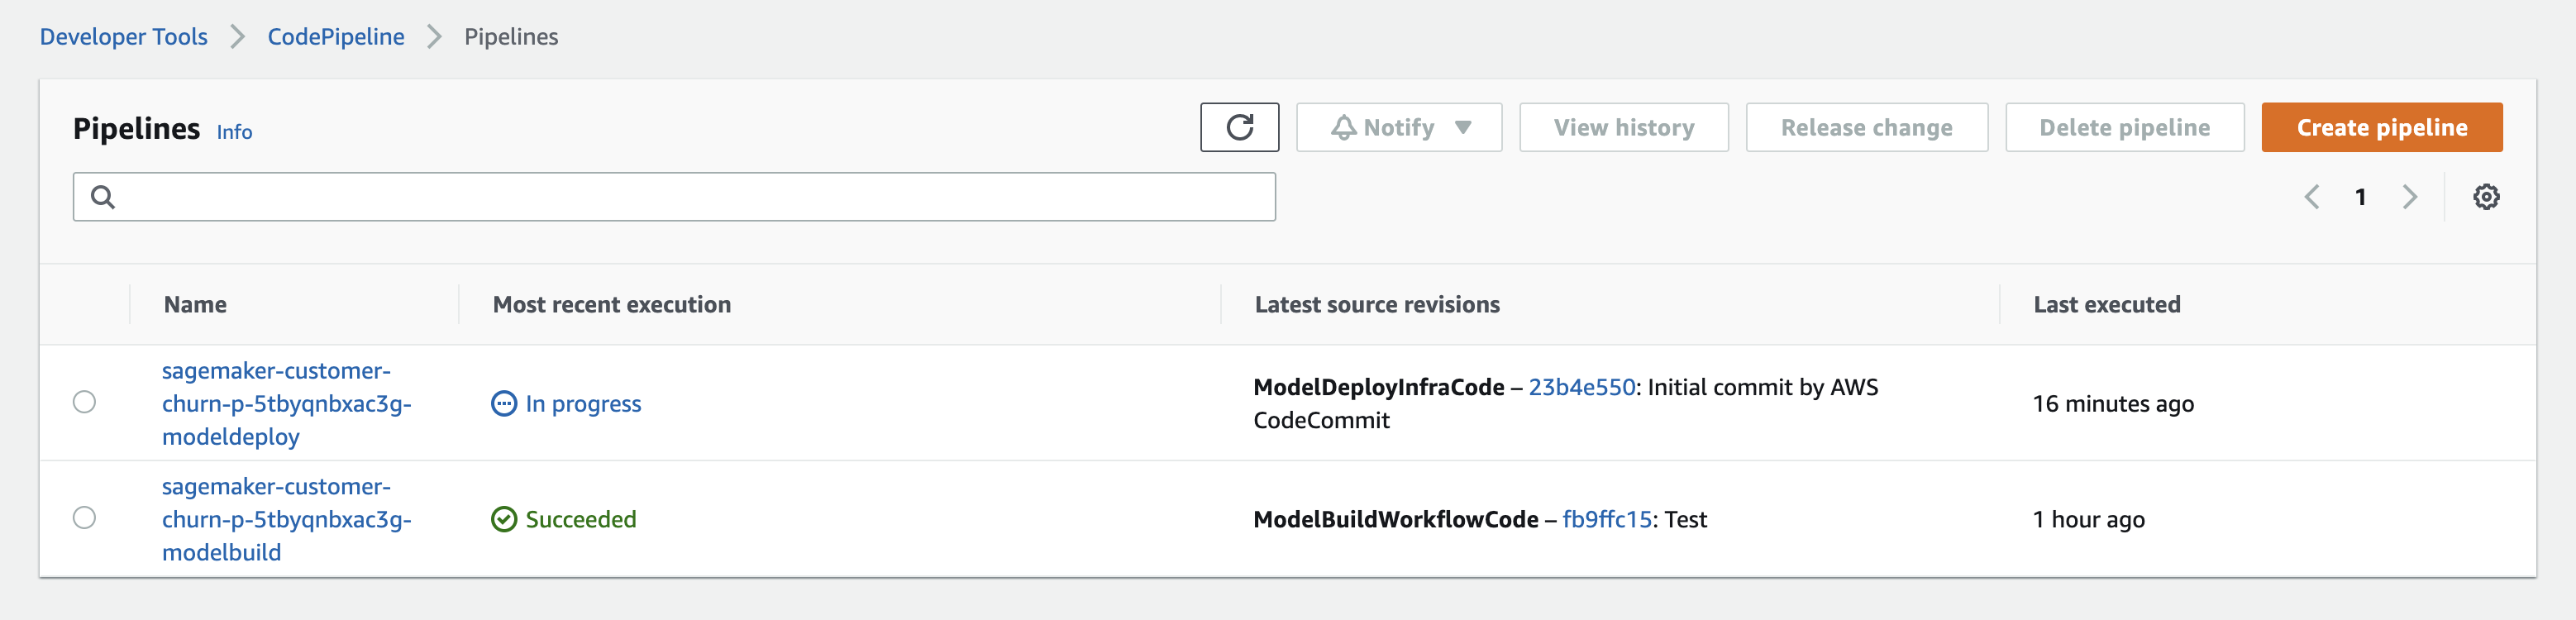 Developer Tools > CodePipeline > Pipelines
Pipelines Info
Notify View history Release change Delete pipeline Create pipeline
1
Name Most recent execution Latest source revisions Last executed
sagemaker-customer-
churn-p-5tbyqnbxac3g-
modeldeploy
In progress
ModelDeployInfraCode – 23b4e550: Initial commit by AWS
CodeCommit
16 minutes ago
sagemaker-customer-
churn-p-5tbyqnbxac3g-
modelbuild
Succeeded
ModelBuildWorkflowCode – fb9ffc15: Test
1 hour ago